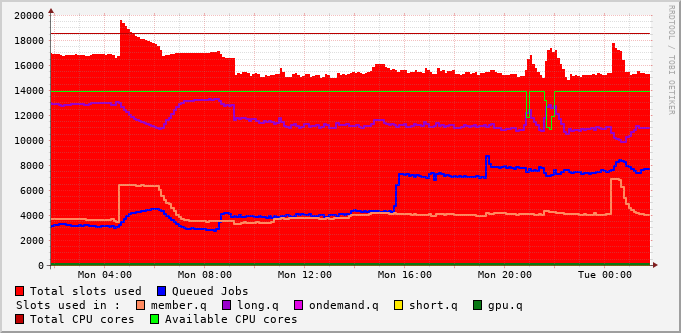 20000
18000
16000
14000
12000
10000
8000
6000
4000
2000
0
Mon 04:00 Mon 08:00 Mon 12:00 Mon 16:00 Mon 20:00 Tue 00:00
RRDTOOL / TOBI OETIKER
Total slots used Queued Jobs
Slots used in : member.q long.q ondemand.q short.q gpu.q
Total CPU cores Available CPU cores